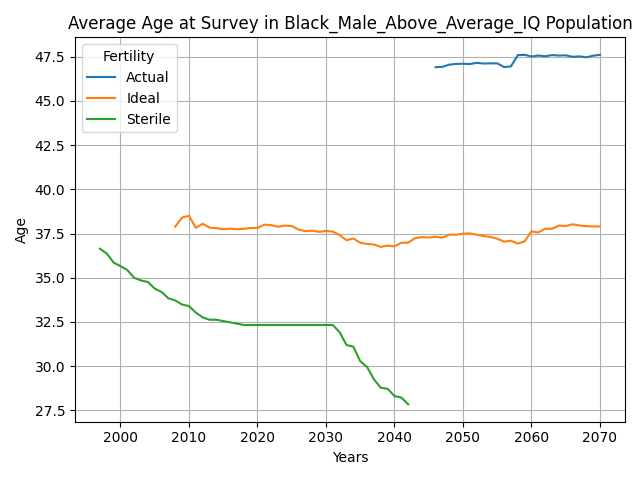 Average Age at Survey in Black_Male_Above_Average_IQ Population
Fertility
Actual
Ideal
Sterile
Age
47.5
45.0
42.5
40.0
37.5
35.0
32.5
30.0
27.5
2000 2010 2020 2030 2040 2050 2060 2070
Years